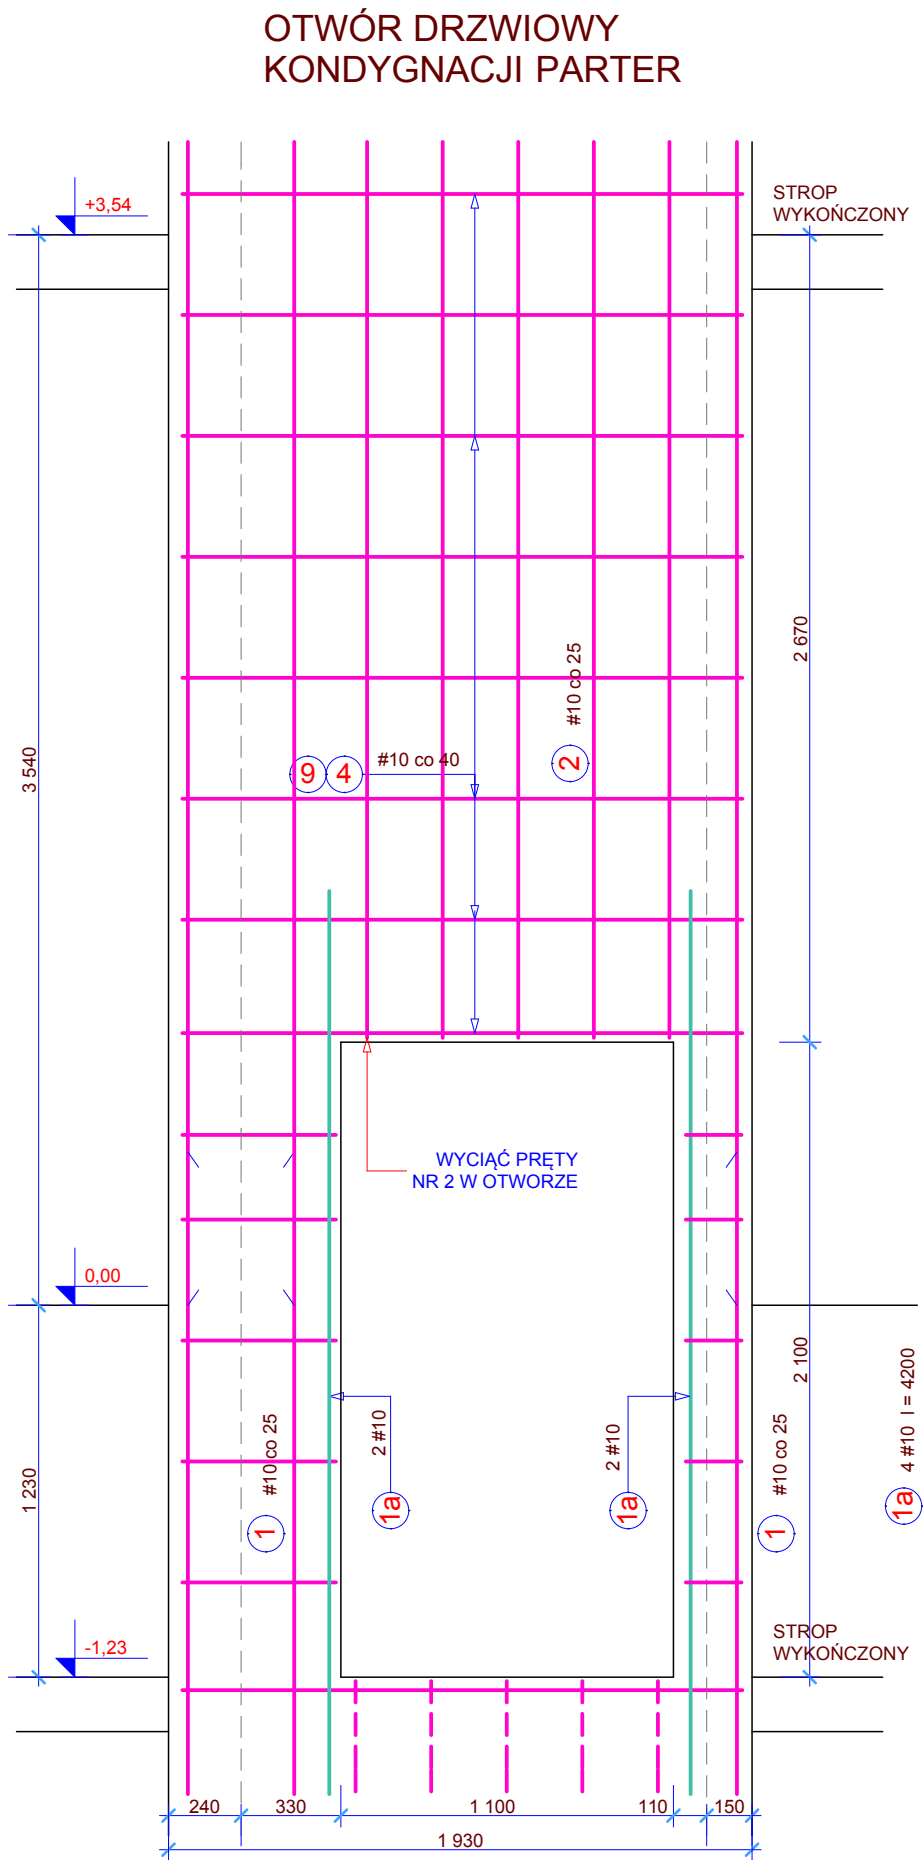 OTWÓR DRZWIOWY
KONDYGNACJI PARTER
+3,54
STROP
WYKOŃCZONY
2 670
#10 co 25
2
3 540
9 4 #10 co 40
WYCIĄĆ PRĘTY
NR 2 W OTWORZE
0,00
2 100
1 230
#10 co 25
1
2 #10
1a
2 #10
1a
#10 co 25
1
1a 4 #10 l = 4200
-1,23
STROP
WYKOŃCZONY
240 330 1 100 110 150
1 930